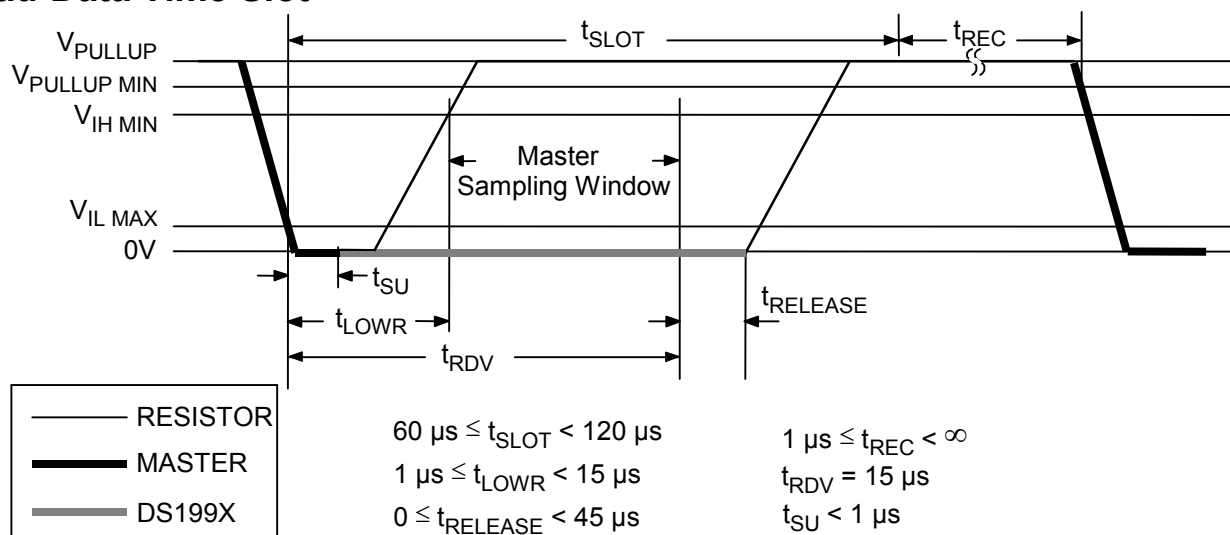 Data Time Slot
tSLOT
tREC
VPULLUP
VPULLUP MIN
VIH MIN
Master
Sampling Window
VIL MAX
0V
tSU
tRELEASE
tLOWR
tRDV
RESISTOR
MASTER
DS199X
60 µs ≤ tSLOT < 120 µs
1 µs ≤ tLOWR < 15 µs
0 ≤ tRELEASE < 45 µs
1 µs ≤ tREC < ∞
tRDV = 15 µs
tSU < 1 µs